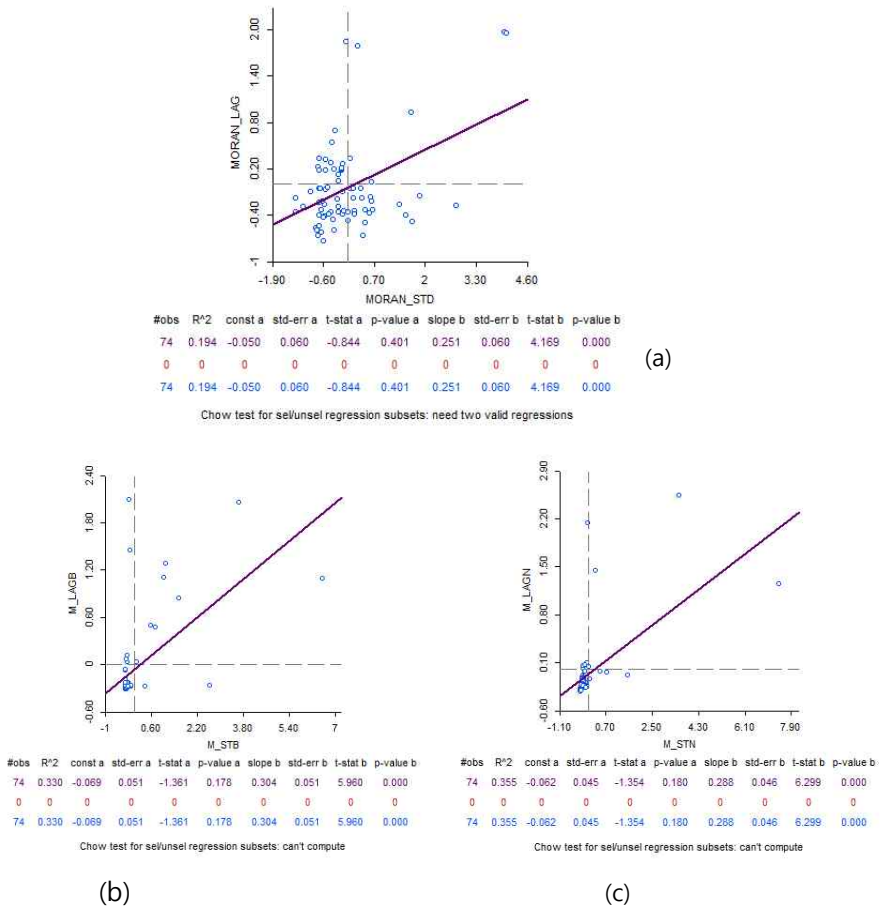 2.00
1.40
0.80
0.20
-0.40
-1
MORAN_LAG
-1.90 -0.60 0.70 2 3.30 4.60
MORAN_STD
#obs R^2 const a std-err a t-stat a p-value a slope b std-err b t-stat b p-value b
74 0.194 -0.050 0.060 -0.844 0.401 0.251 0.060 4.169 0.000
0 0 0 0 0 0 0 0 0 0
74 0.194 -0.050 0.060 -0.844 0.401 0.251 0.060 4.169 0.000
(a)
Chow test for sel/unsel regression subsets: need two valid regressions
2.40
1.80
1.20
0.60
0
-0.60
M_LAGB
-1 0.60 2.20 3.80 5.40 7
M_STB
#obs R^2 const a std-err a t-stat a p-value a slope b std-err b t-stat b p-value b
74 0.330 -0.069 0.051 -1.361 0.178 0.304 0.051 5.960 0.000
0 0 0 0 0 0 0 0 0 0
74 0.330 -0.069 0.051 -1.361 0.178 0.304 0.051 5.960 0.000
Chow test for sel/unsel regression subsets: can't compute
(b)
2.90
2.20
1.50
0.80
0.10
-0.60
M_LAGN
-1.10 0.70 2.50 4.30 6.10 7.90
M_STN
#obs R^2 const a std-err a t-stat a p-value a slope b std-err b t-stat b p-value b
74 0.355 -0.062 0.045 -1.354 0.180 0.288 0.046 6.299 0.000
0 0 0 0 0 0 0 0 0 0
74 0.355 -0.062 0.045 -1.354 0.180 0.288 0.046 6.299 0.000
Chow test for sel/unsel regression subsets: can't compute
(c)